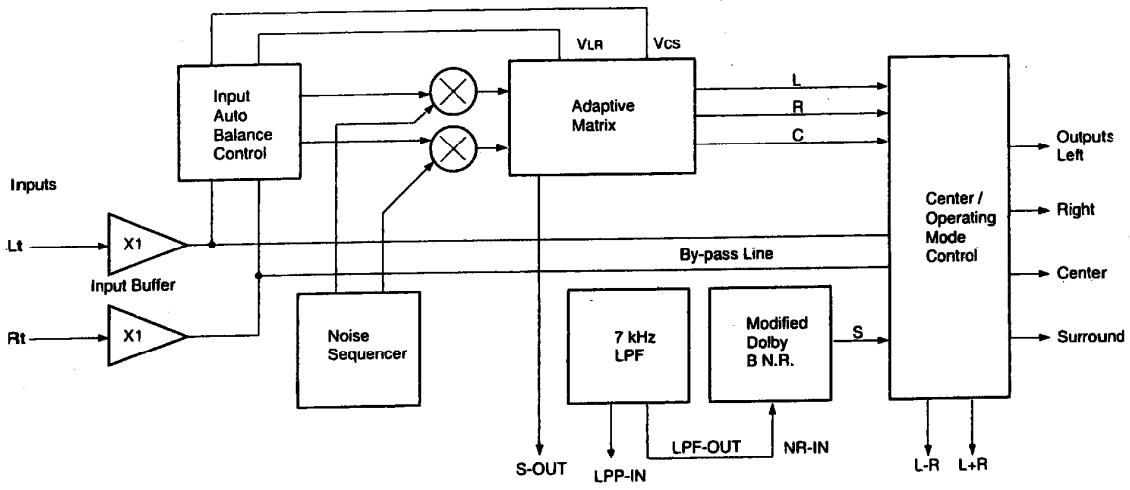 VLR
VCS
Input
Auto
Balance
Control
Adaptive
Matrix
L
R
C
Center /
Operating
Mode
Control
Outputs
Left
Right
Center
Surround
Inputs
Lt
X1
Input Buffer
Rt
X1
By-pass Line
Noise
Sequencer
7 kHz
LPF
Modified
Dolby
B N.R.
S
S-OUT
LPP-IN
LPF-OUT
NR-IN
L-R
L+R